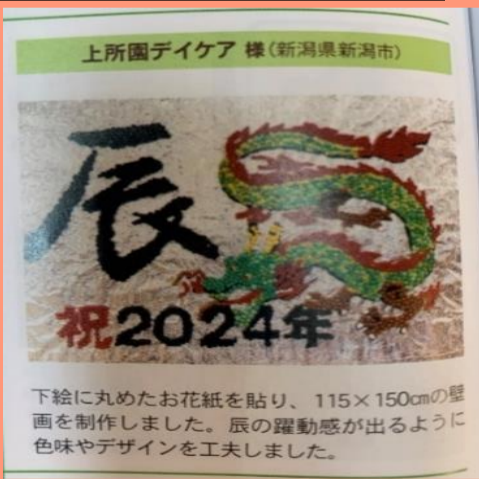 上所園デイケア 様(新潟県新潟市)
辰
祝2024年
下絵に丸めたお花紙を貼り、115×150㎝の壁
画を制作しました。辰の躍動感が出るように
色味やデザインを工夫しました。